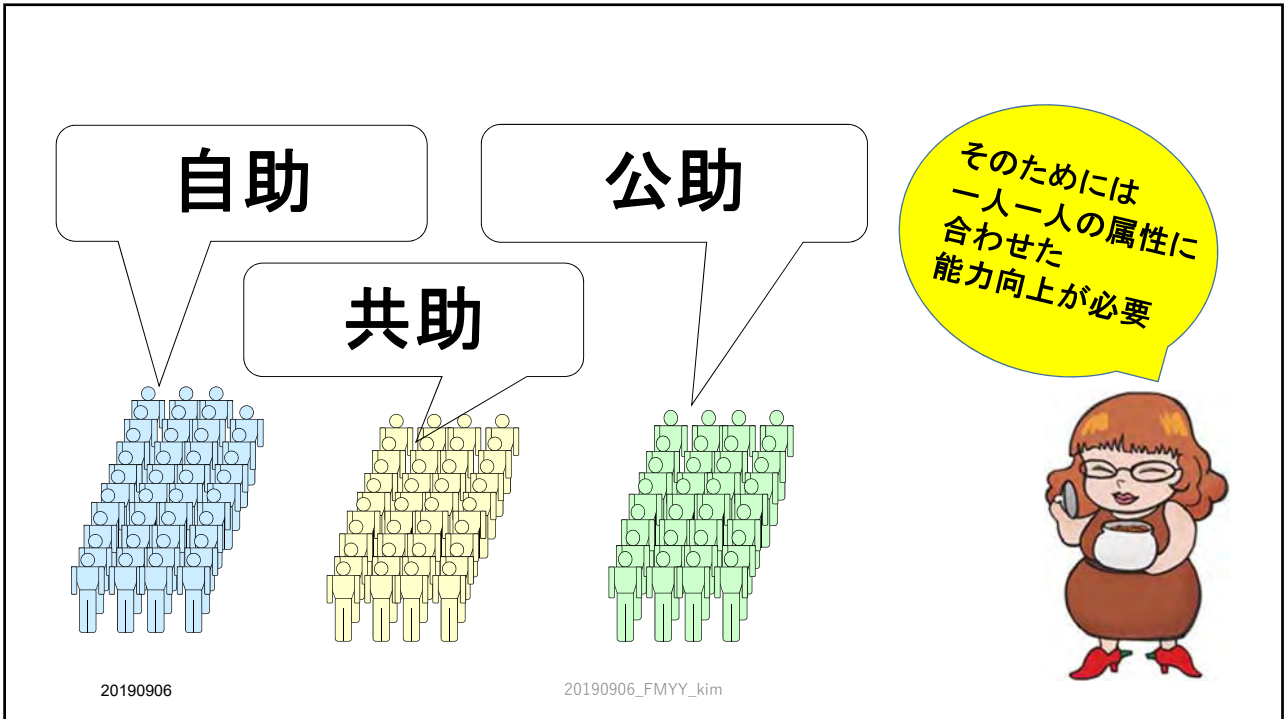 自助
公助
共助
そのためには
一人一人の属性に
合わせた
能力向上が必要
20190906
20190906_FMYY_kim